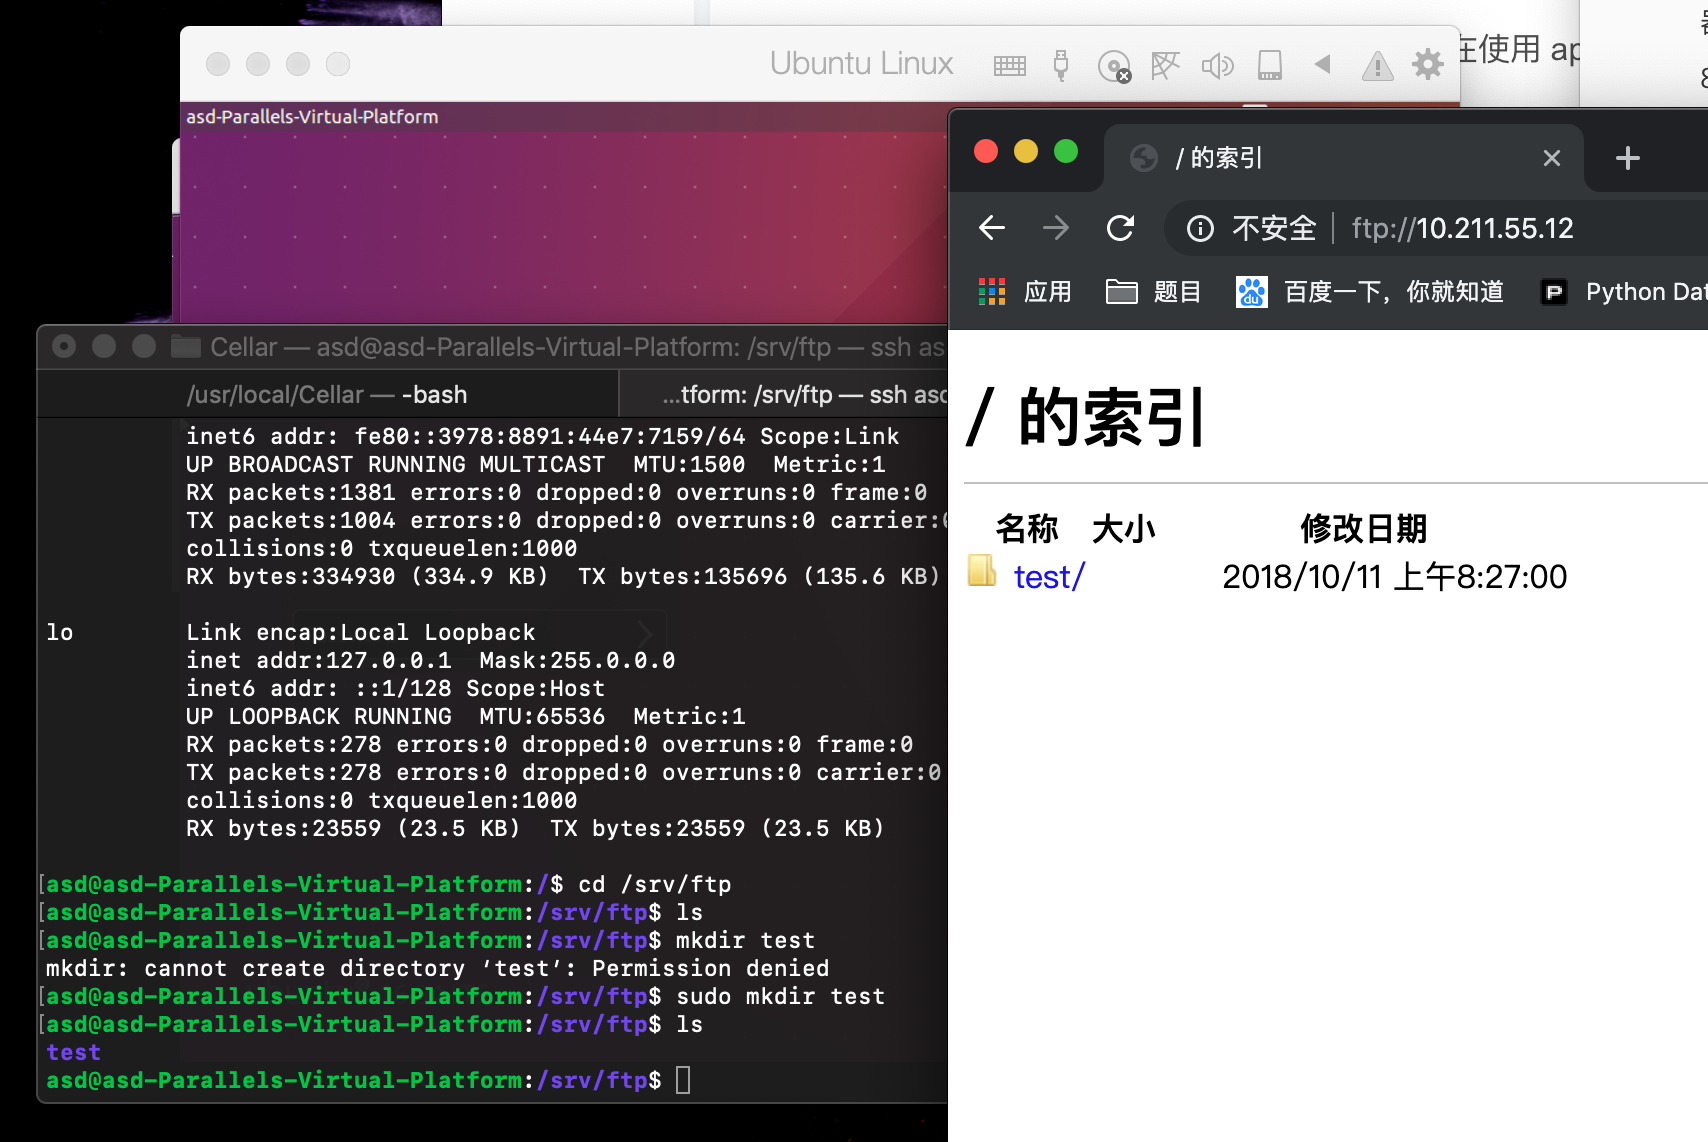 Ubuntu Linux
在使用 ap
asd-Parallels-Virtual-Platform
/ 的索引
不安全
ftp://10.211.55.12
应用
题目
百度一下，你就知道
Python Dat
/ 的索引
名称 大小 修改日期
test/ 2018/10/11 上午8:27:00
Cellar — asd@asd-Parallels-Virtual-Platform: /srv/ftp — ssh as
/usr/local/Cellar — -bash
...tform: /srv/ftp — ssh asd
inet6 addr: fe80::3978:8891:44e7:7159/64 Scope:Link
UP BROADCAST RUNNING MULTICAST  MTU:1500  Metric:1
RX packets:1381 errors:0 dropped:0 overruns:0 frame:0
TX packets:1004 errors:0 dropped:0 overruns:0 carrier:0
collisions:0 txqueuelen:1000
RX bytes:334930 (334.9 KB)  TX bytes:135696 (135.6 KB)
lo Link encap:Local Loopback
inet addr:127.0.0.1  Mask:255.0.0.0
inet6 addr: ::1/128 Scope:Host
UP LOOPBACK RUNNING  MTU:65536  Metric:1
RX packets:278 errors:0 dropped:0 overruns:0 frame:0
TX packets:278 errors:0 dropped:0 overruns:0 carrier:0
collisions:0 txqueuelen:1000
RX bytes:23559 (23.5 KB)  TX bytes:23559 (23.5 KB)
[asd@asd-Parallels-Virtual-Platform:/$ cd /srv/ftp
[asd@asd-Parallels-Virtual-Platform:/srv/ftp$ ls
[asd@asd-Parallels-Virtual-Platform:/srv/ftp$ mkdir test
mkdir: cannot create directory ‘test’: Permission denied
[asd@asd-Parallels-Virtual-Platform:/srv/ftp$ sudo mkdir test
[asd@asd-Parallels-Virtual-Platform:/srv/ftp$ ls
test
asd@asd-Parallels-Virtual-Platform:/srv/ftp$